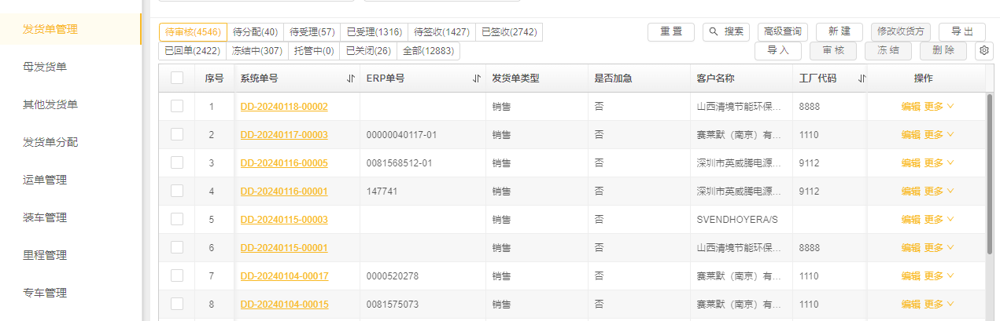 发货单管理
母发货单
其他发货单
发货单分配
运单管理
装车管理
里程管理
专车管理
待审核(4546) 待分配(40) 待受理(57) 已受理(1316) 待签收(1427) 已签收(2742)
已回单(2422) 冻结中(307) 托管中(0) 已关闭(26) 全部(12883)
重置 搜索 高级查询 新建 修改收货方 导出
导入 审核 冻结 删除
序号 系统单号 ERP单号 发货单类型 是否加急 客户名称 工厂代码 操作
1 DD-20240118-00002 销售 否 山西清境节能环保... 8888 编辑 更多
2 DD-20240117-00003 00000040117-01 销售 否 赛莱默（南京）有... 1110 编辑 更多
3 DD-20240116-00005 0081568512-01 销售 否 深圳市英威腾电源... 9112 编辑 更多
4 DD-20240116-00001 147741 销售 否 深圳市英威腾电源... 9112 编辑 更多
5 DD-20240115-00003 销售 否 SVENDHOYERA/S 编辑 更多
6 DD-20240115-00001 销售 否 山西清境节能环保... 8888 编辑 更多
7 DD-20240104-00017 0000520278 销售 否 赛莱默（南京）有... 1110 编辑 更多
8 DD-20240104-00015 0081575073 销售 否 赛莱默（南京）有... 1110 编辑 更多